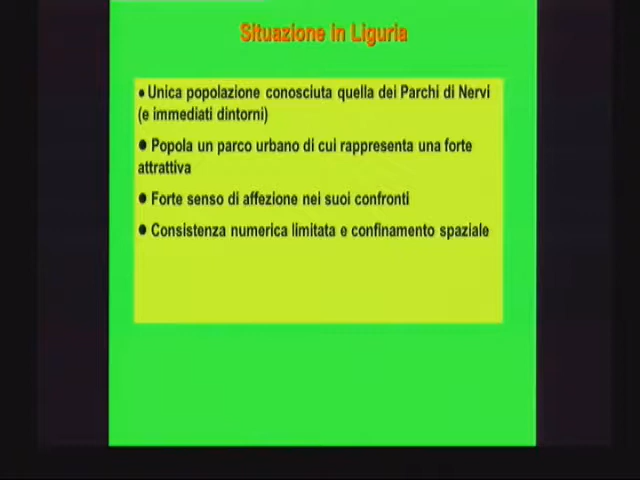 Situazione in Liguria
● Unica popolazione conosciuta quella dei Parchi di Nervi
(e immediati dintorni)
● Popola un parco urbano di cui rappresenta una forte
attrattiva
● Forte senso di affezione nei suoi confronti
● Consistenza numerica limitata e confinamento spaziale